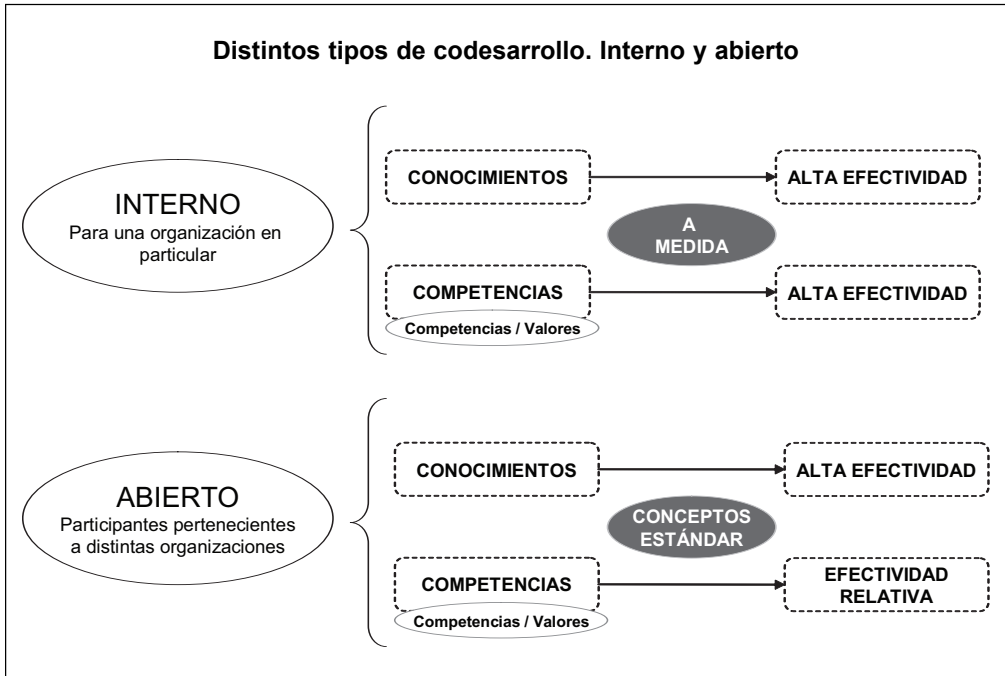 Distintos tipos de codesarrollo. Interno y abierto
INTERNO
Para una organización en
particular
CONOCIMIENTOS
ALTA EFECTIVIDAD
A
MEDIDA
COMPETENCIAS
ALTA EFECTIVIDAD
Competencias / Valores
ABIERTO
Participantes pertenecientes
a distintas organizaciones
CONOCIMIENTOS
ALTA EFECTIVIDAD
CONCEPTOS
ESTÁNDAR
COMPETENCIAS
EFECTIVIDAD
RELATIVA
Competencias / Valores